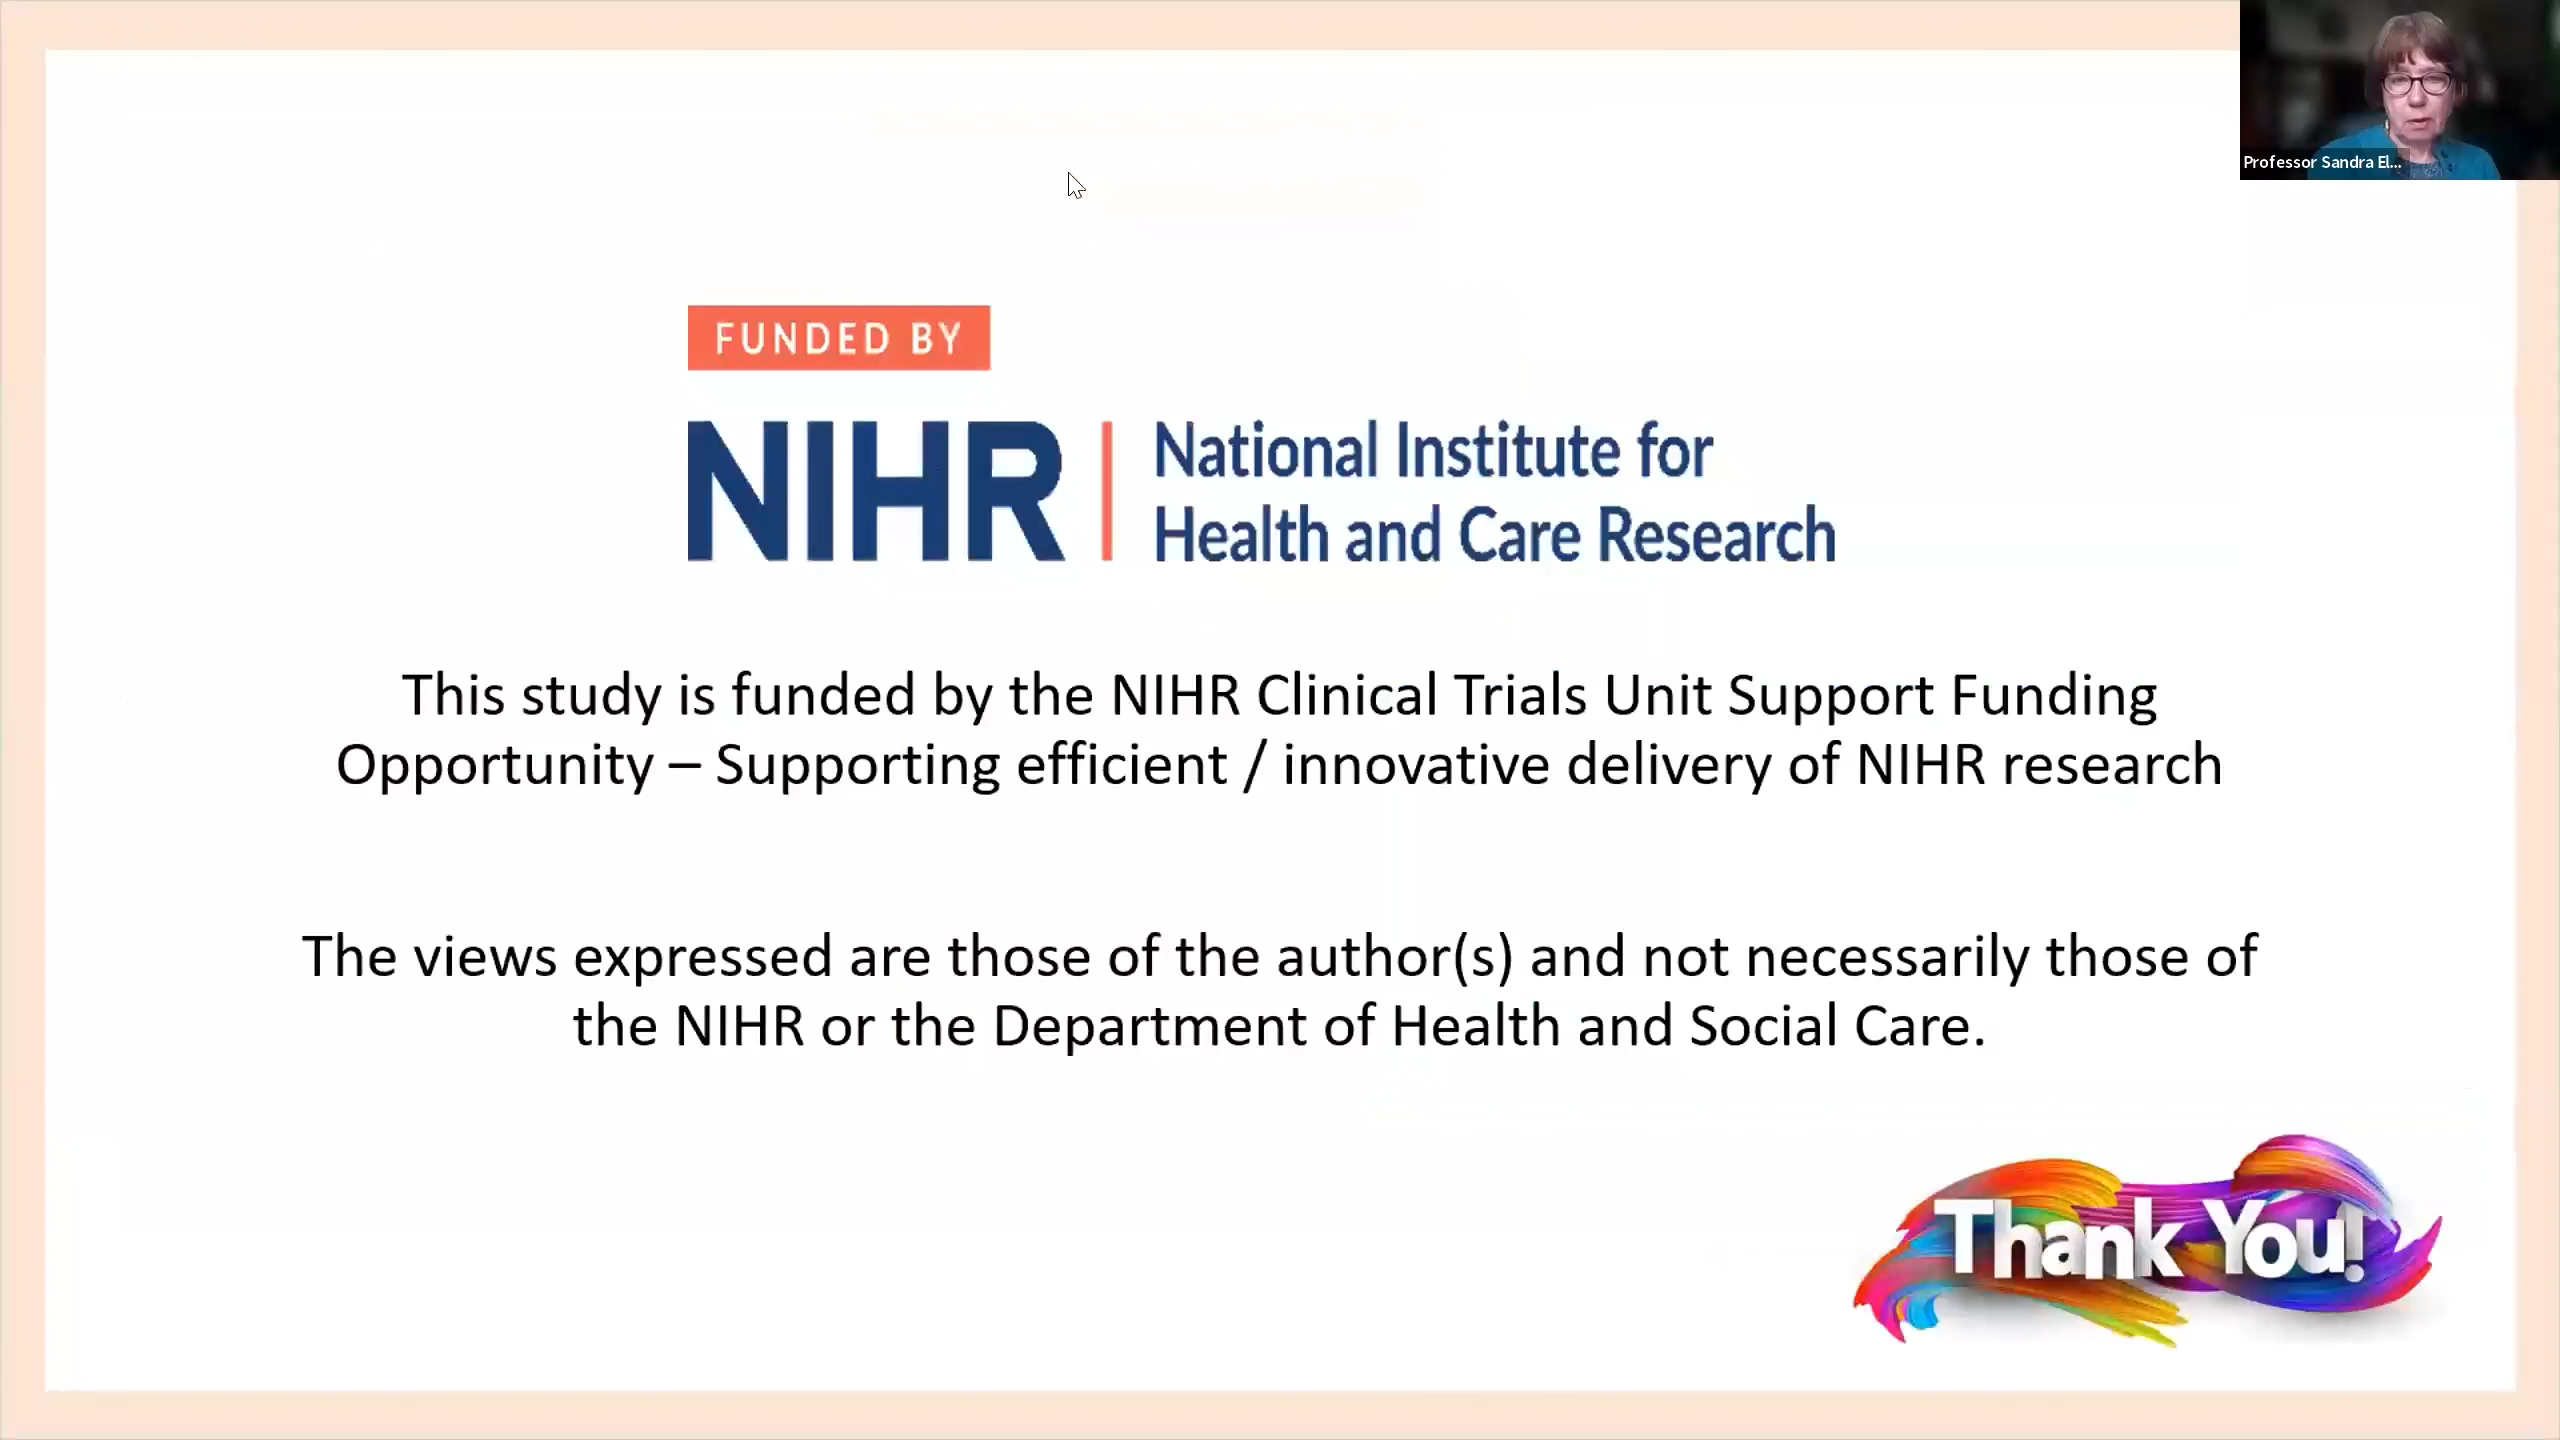 Professor Sandra El...
FUNDED BY
NIHR
National Institute for
Health and Care Research
This study is funded by the NIHR Clinical Trials Unit Support Funding
Opportunity – Supporting efficient / innovative delivery of NIHR research
The views expressed are those of the author(s) and not necessarily those of
the NIHR or the Department of Health and Social Care.
Thank You!